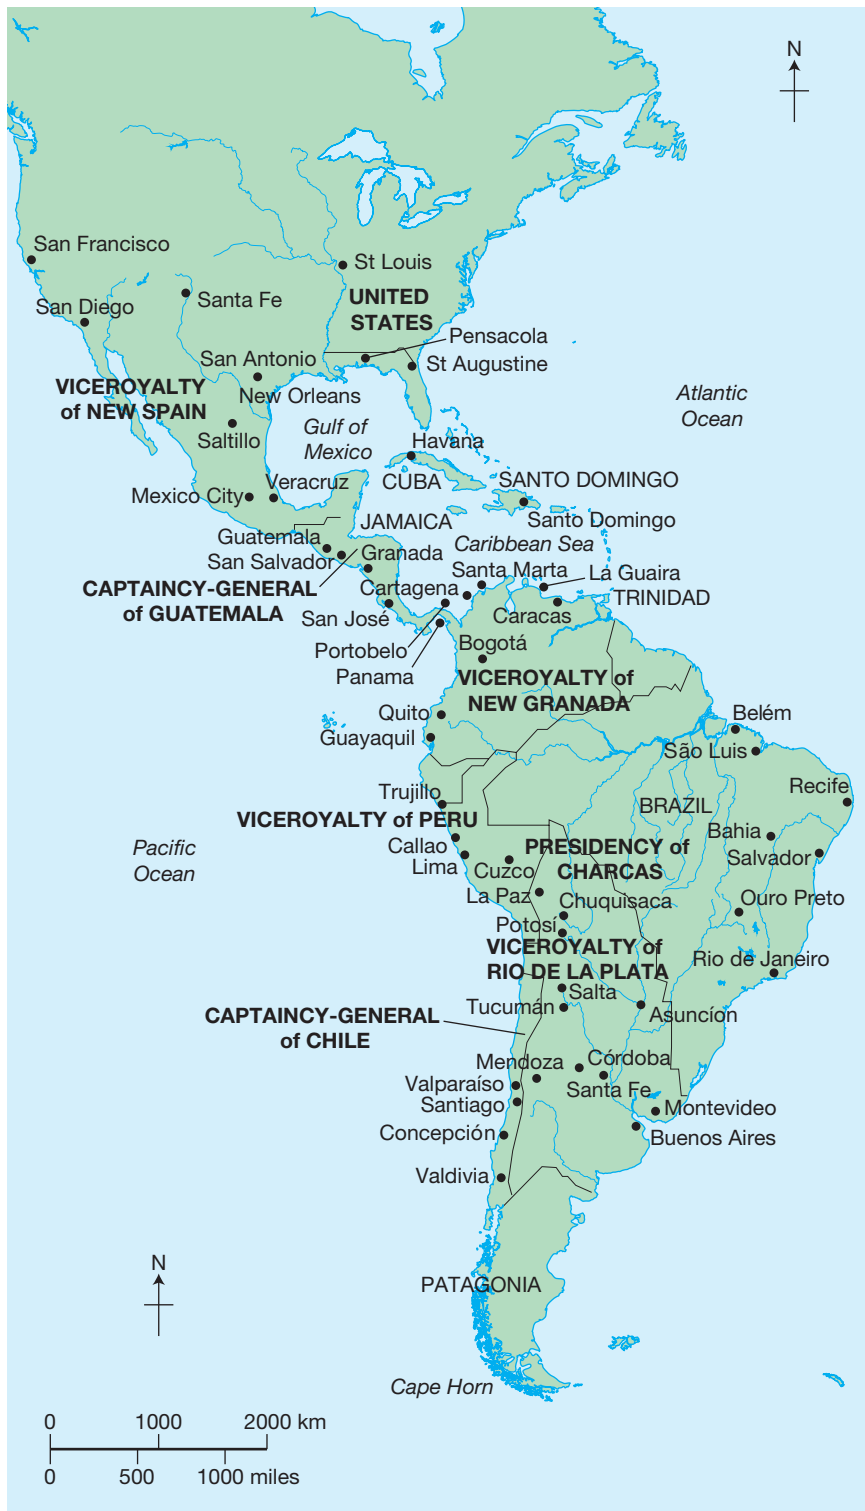 N
San Francisco
St Louis
San Diego
Santa Fe
UNITED
STATES
Pensacola
San Antonio
St Augustine
VICEROYALTY
of NEW SPAIN
New Orleans
Atlantic
Ocean
Gulf of
Mexico
Saltillo
Havana
CUBA
SANTO DOMINGO
Veracruz
Mexico City
JAMAICA
Santo Domingo
Guatemala
Caribbean Sea
San Salvador
Granada
Santa Marta
La Guaira
CAPTAINCY-GENERAL
of GUATEMALA
Cartagena
TRINIDAD
San José
Caracas
Portobelo
Bogotá
Panama
VICEROYALTY of
NEW GRANADA
Quito
Belém
Guayaquil
São Luis
Trujillo
Recife
BRAZIL
VICEROYALTY of PERU
Bahia
Pacific
Ocean
Callao
PRESIDENCY of
CHARCAS
Salvador
Lima
Cuzco
La Paz
Chuquisaca
Ouro Preto
Potosí
VICEROYALTY of
RIO DE LA PLATA
Rio de Janeiro
Salta
Tucumán
Asuncíon
CAPTAINCY-GENERAL
of CHILE
Mendoza
Córdoba
Valparaíso
Santa Fe
Santiago
Montevideo
Concepción
Buenos Aires
Valdivia
N
PATAGONIA
Cape Horn
0 1000 2000 km
0 500 1000 miles